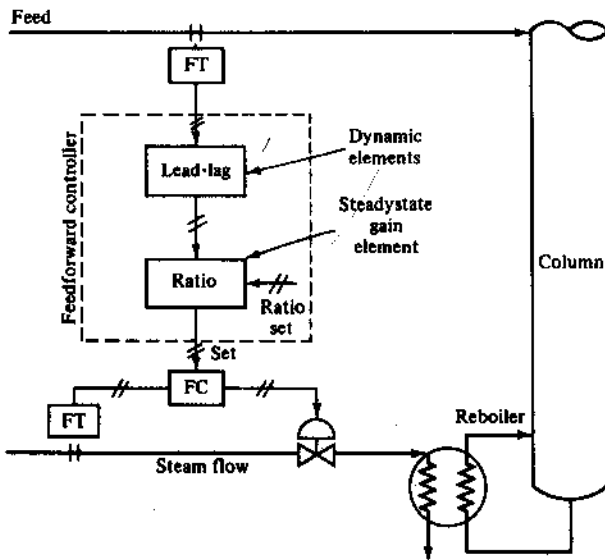 Feed
FT
Feedforward controller
Lead-lag
Dynamic
elements
Steadystate
gain
element
Ratio
Ratio
set
Column
Set
FC
FT
Reboiler
Steam flow